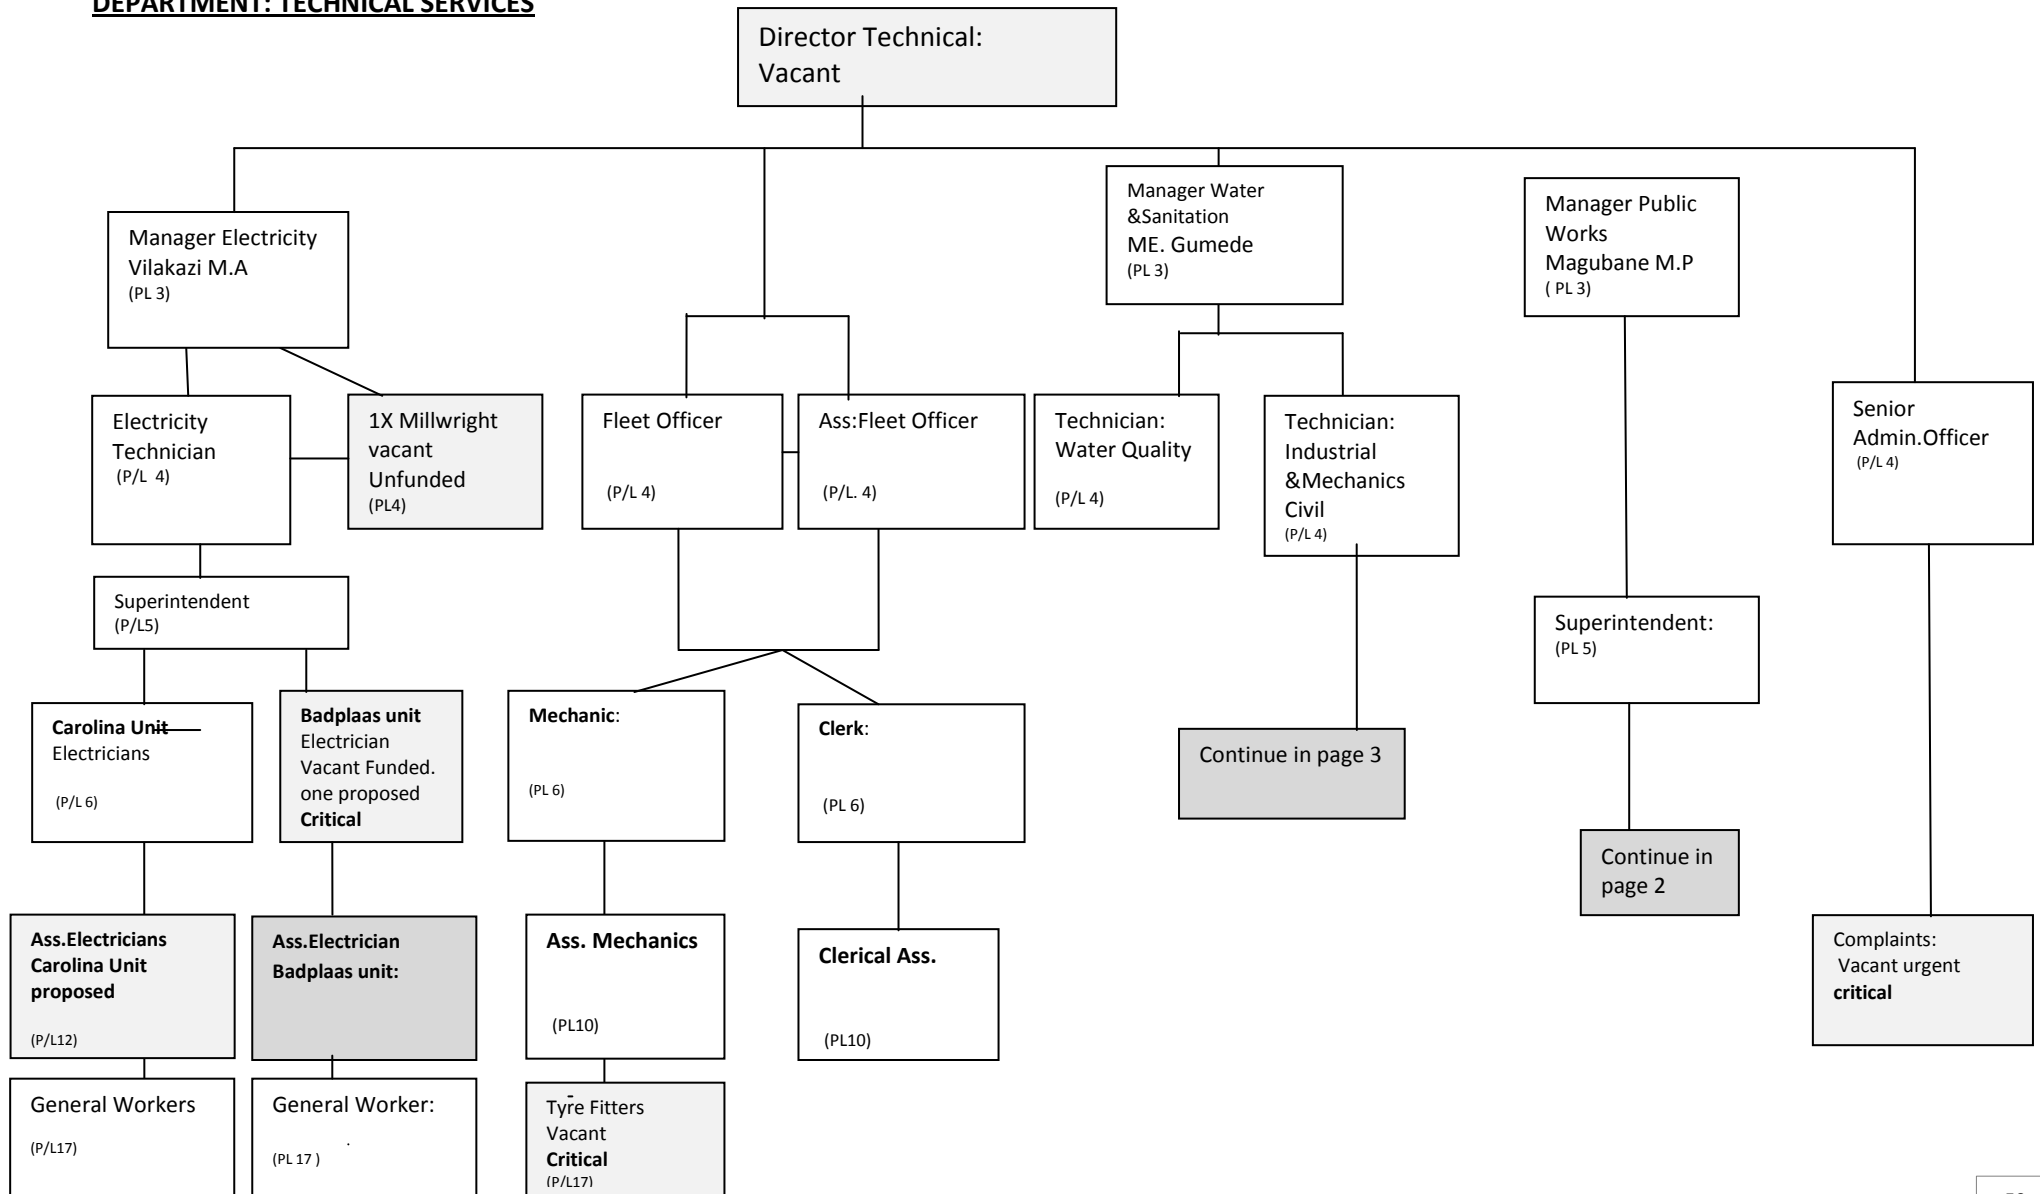 DEPARTMENT: TECHNICAL SERVICES
Director Technical:
Vacant
Manager Electricity
Vilakazi M.A
(PL 3)
Manager Water
&Sanitation
ME. Gumede
(PL 3)
Manager Public
Works
Magubane M.P
( PL 3)
Electricity
Technician
(P/L 4)
1X Millwright
vacant
Unfunded
(PL4)
Fleet Officer
(P/L 4)
Ass:Fleet Officer
(P/L. 4)
Technician:
Water Quality
(P/L 4)
Technician:
Industrial
&Mechanics
Civil
(P/L 4)
Senior
Admin.Officer
(P/L 4)
Superintendent
(P/L5)
Superintendent:
(PL 5)
Carolina Unit
Electricians
(P/L 6)
Badplaas unit
Electrician
Vacant Funded.
one proposed
Critical
Mechanic:
(PL 6)
Clerk:
(PL 6)
Continue in page 3
Continue in
page 2
Ass.Electricians
Carolina Unit
proposed
(P/L12)
Ass.Electrician
Badplaas unit:
Ass. Mechanics
(PL10)
Clerical Ass.
(PL10)
Complaints:
Vacant urgent
critical
General Workers
(P/L17)
General Worker:
.
(PL 17 )
-
Tyre Fitters
Vacant
Critical
(P/L17)